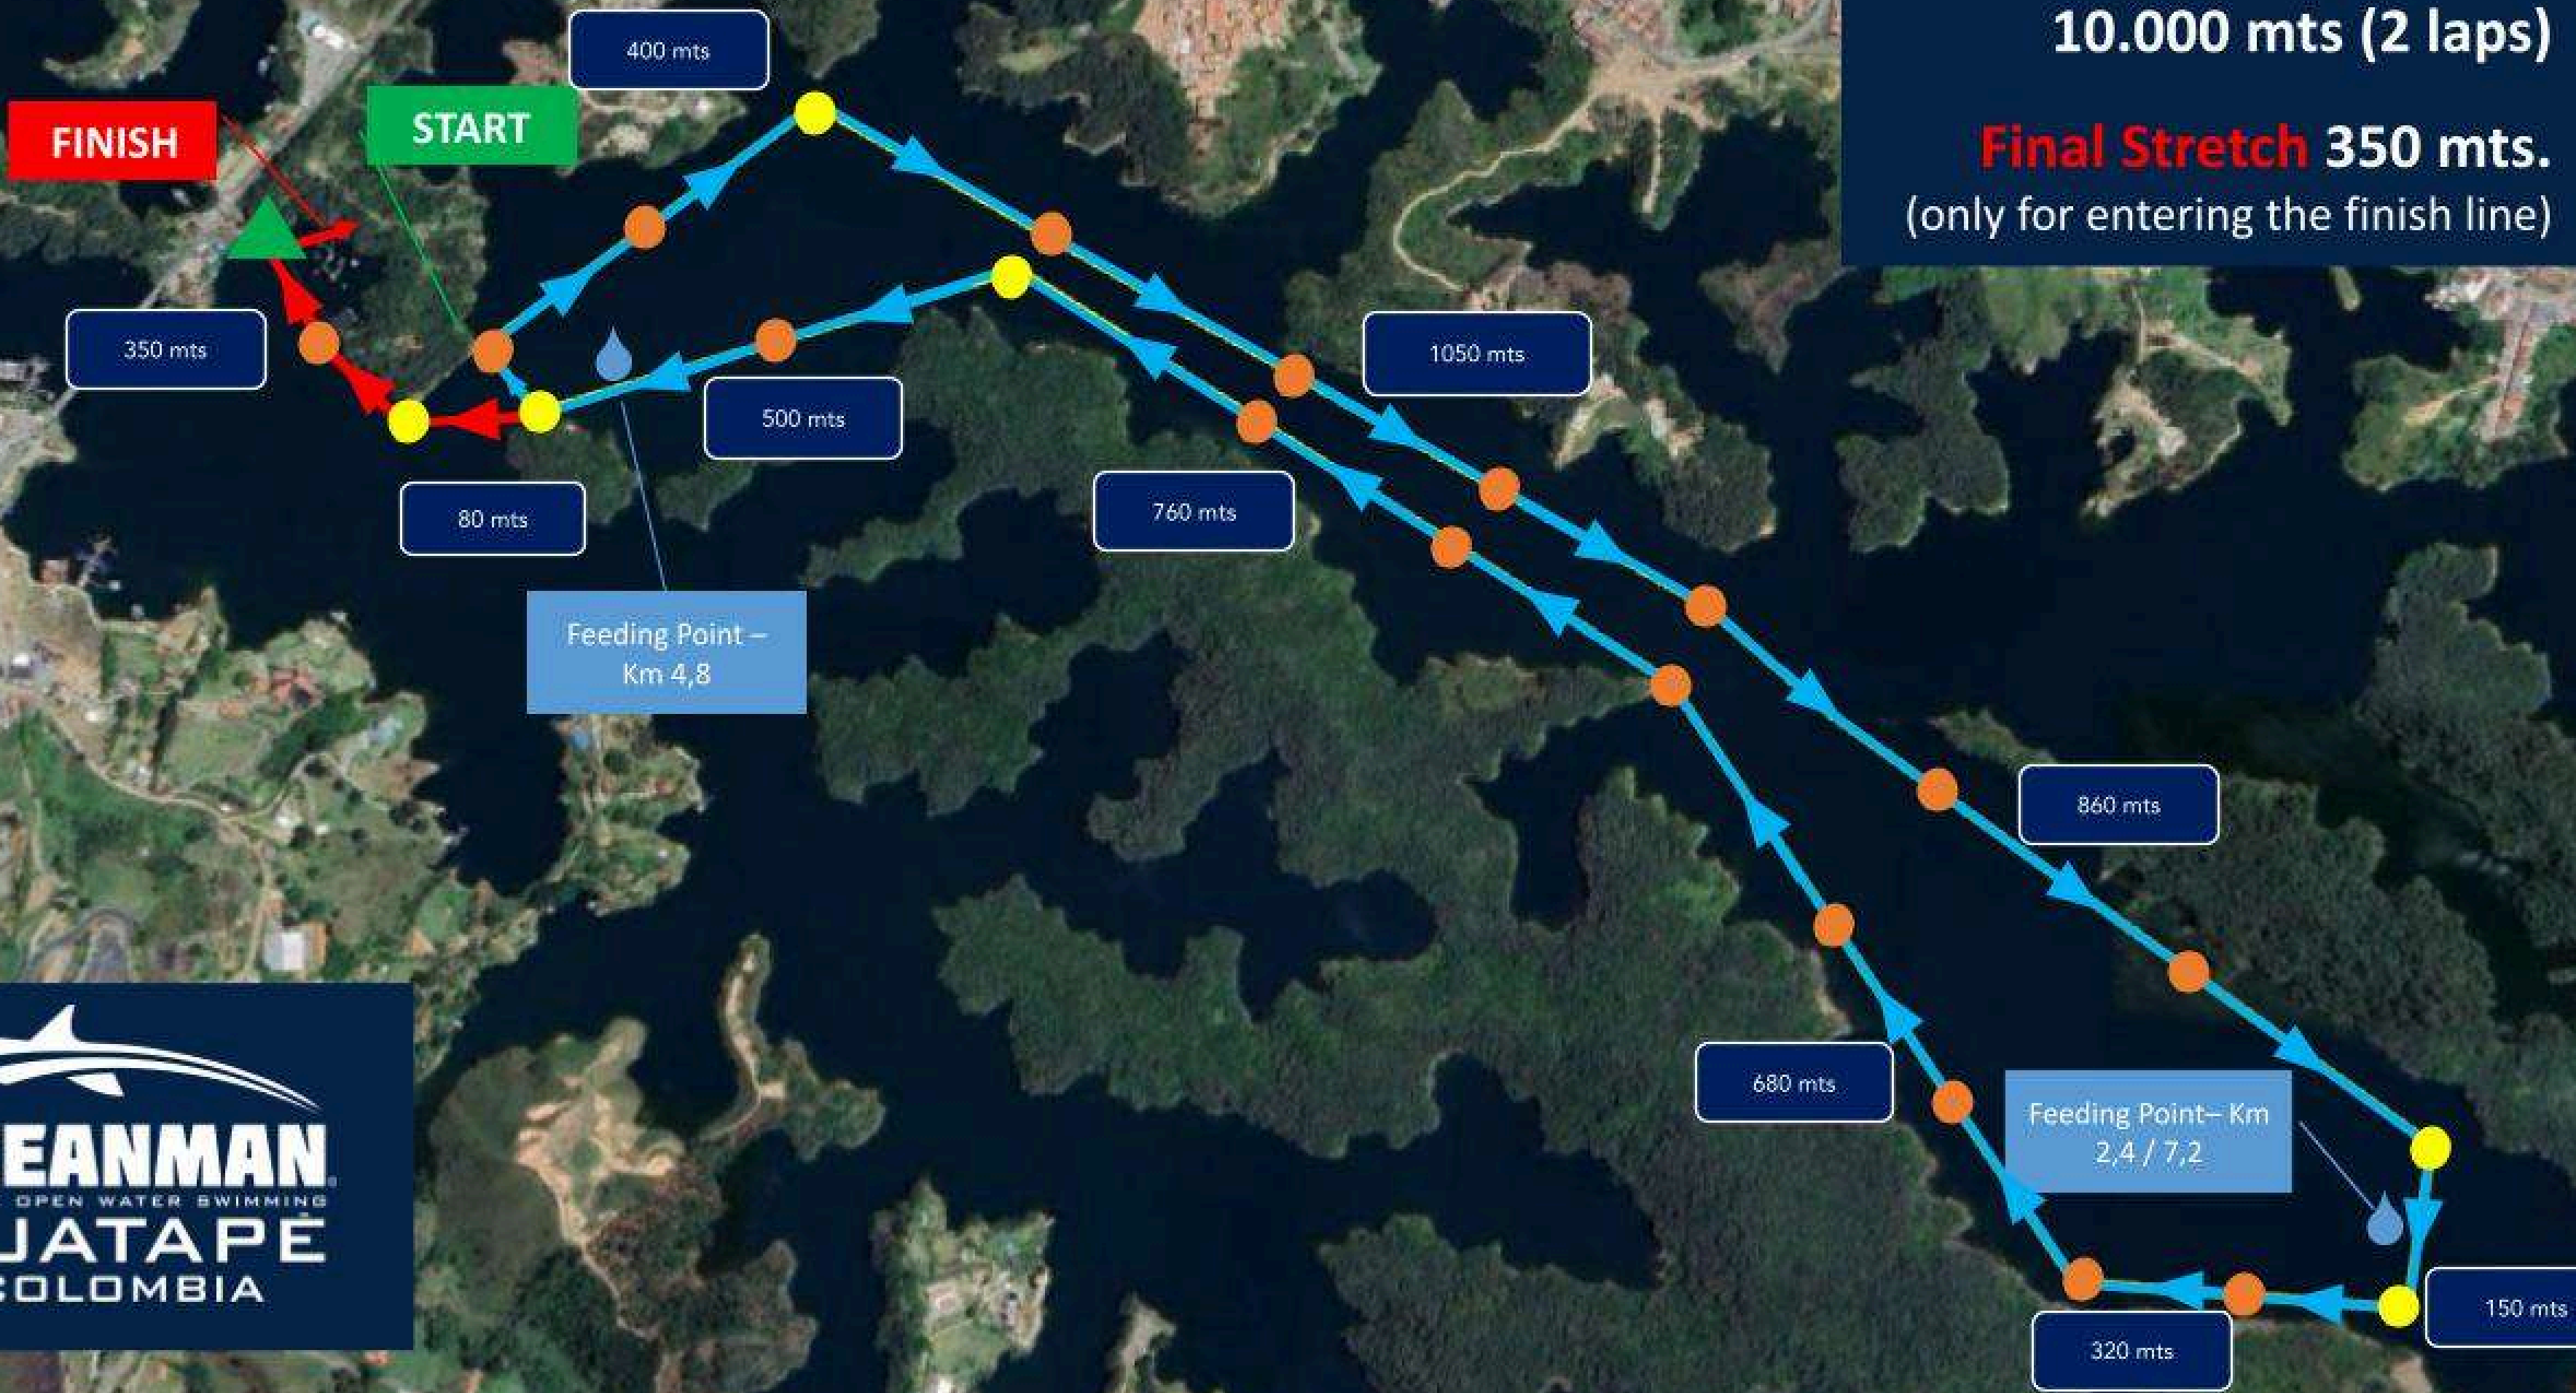 10.000 mts (2 laps)
Final Stretch 350 mts.
(only for entering the finish line)
400 mts
FINISH
START
350 mts
1050 mts
500 mts
760 mts
80 mts
Feeding Point –
Km 4,8
860 mts
680 mts
Feeding Point– Km
2,4 / 7,2
150 mts
320 mts
EANMAN
OPEN WATER SWIMMING
UATAPÉ
COLOMBIA